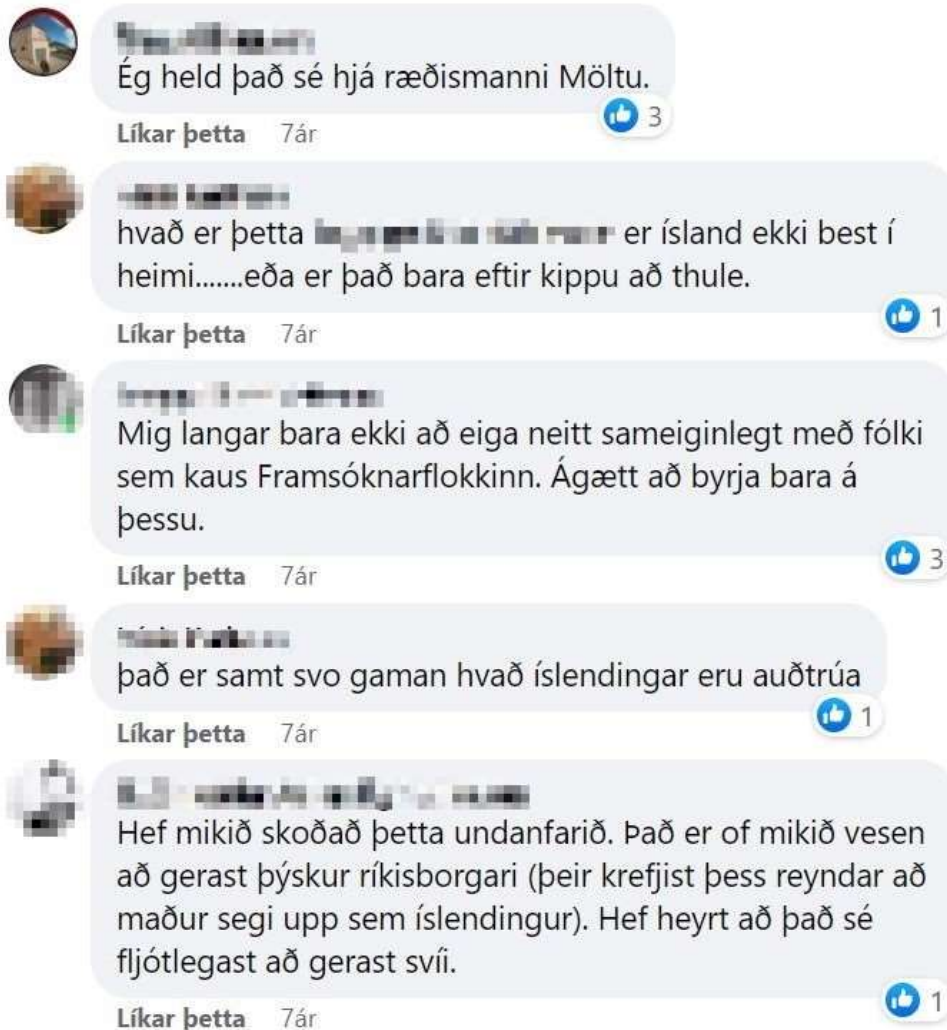 Ég held það sé hjá ræðismanni Möltu.
3
Líkar þetta 7ár
hvað er þetta er ísland ekki best í
heimi.......eða er það bara eftir kippu að thule.
1
Líkar þetta 7ár
Mig langar bara ekki að eiga neitt sameiginlegt með fólki
sem kaus Framsóknarflokkinn. Ágætt að byrja bara á
þessu.
3
Líkar þetta 7ár
það er samt svo gaman hvað íslendingar eru auðtrúa
1
Líkar þetta 7ár
Hef mikið skoðað þetta undanfarið. Það er of mikið vesen
að gerast þýskur ríkisborgari (þeir krefjist þess reyndar að
maður segi upp sem íslendingur). Hef heyrt að það sé
fljótlegast að gerast svíi.
1
Líkar þetta 7ár